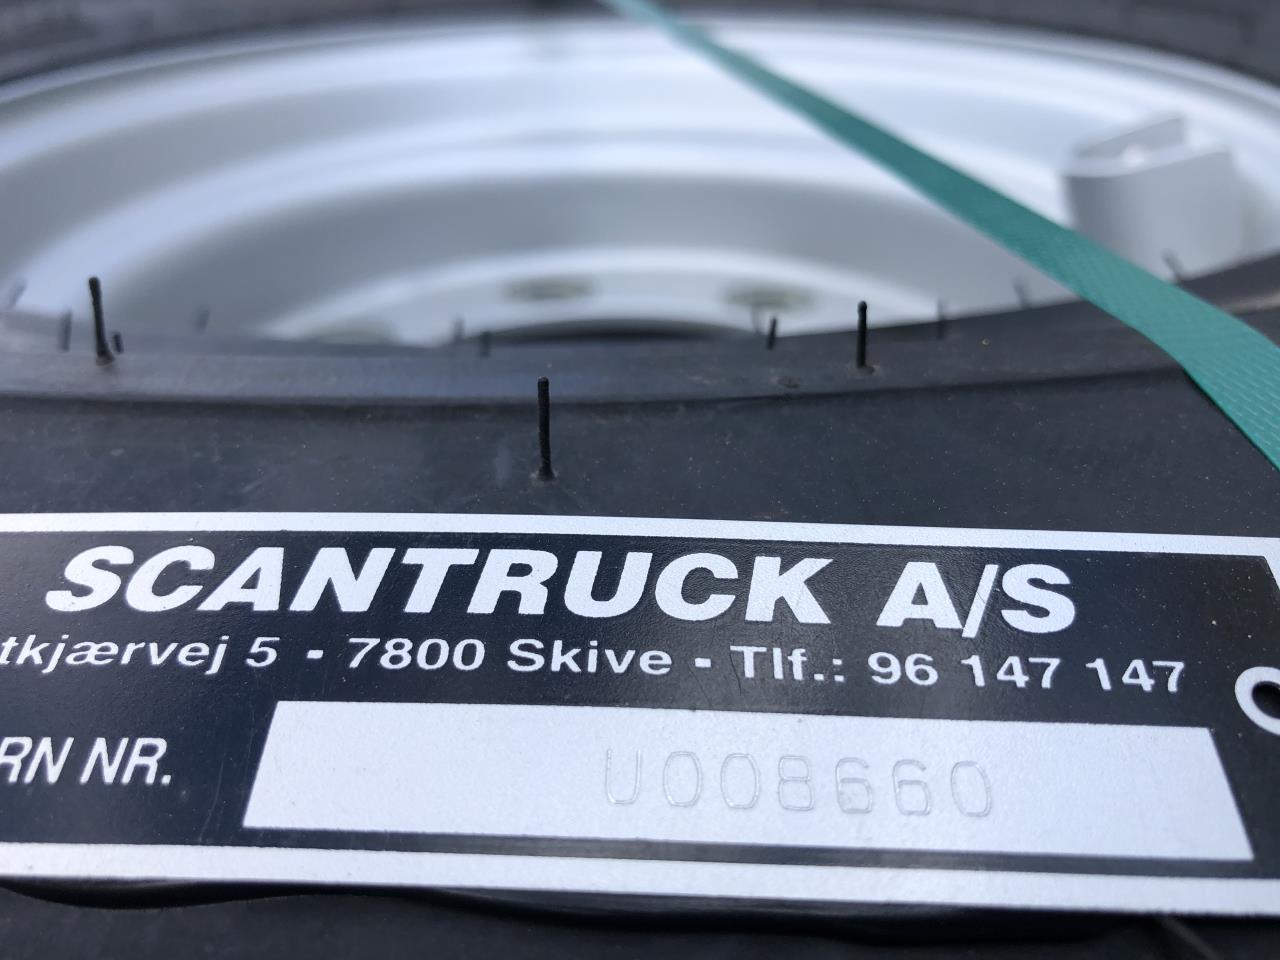 SCANTRUCK A/S
tkjærvej 5 - 7800 Skive - Tlf.: 96 147 147
RN NR.
U008660